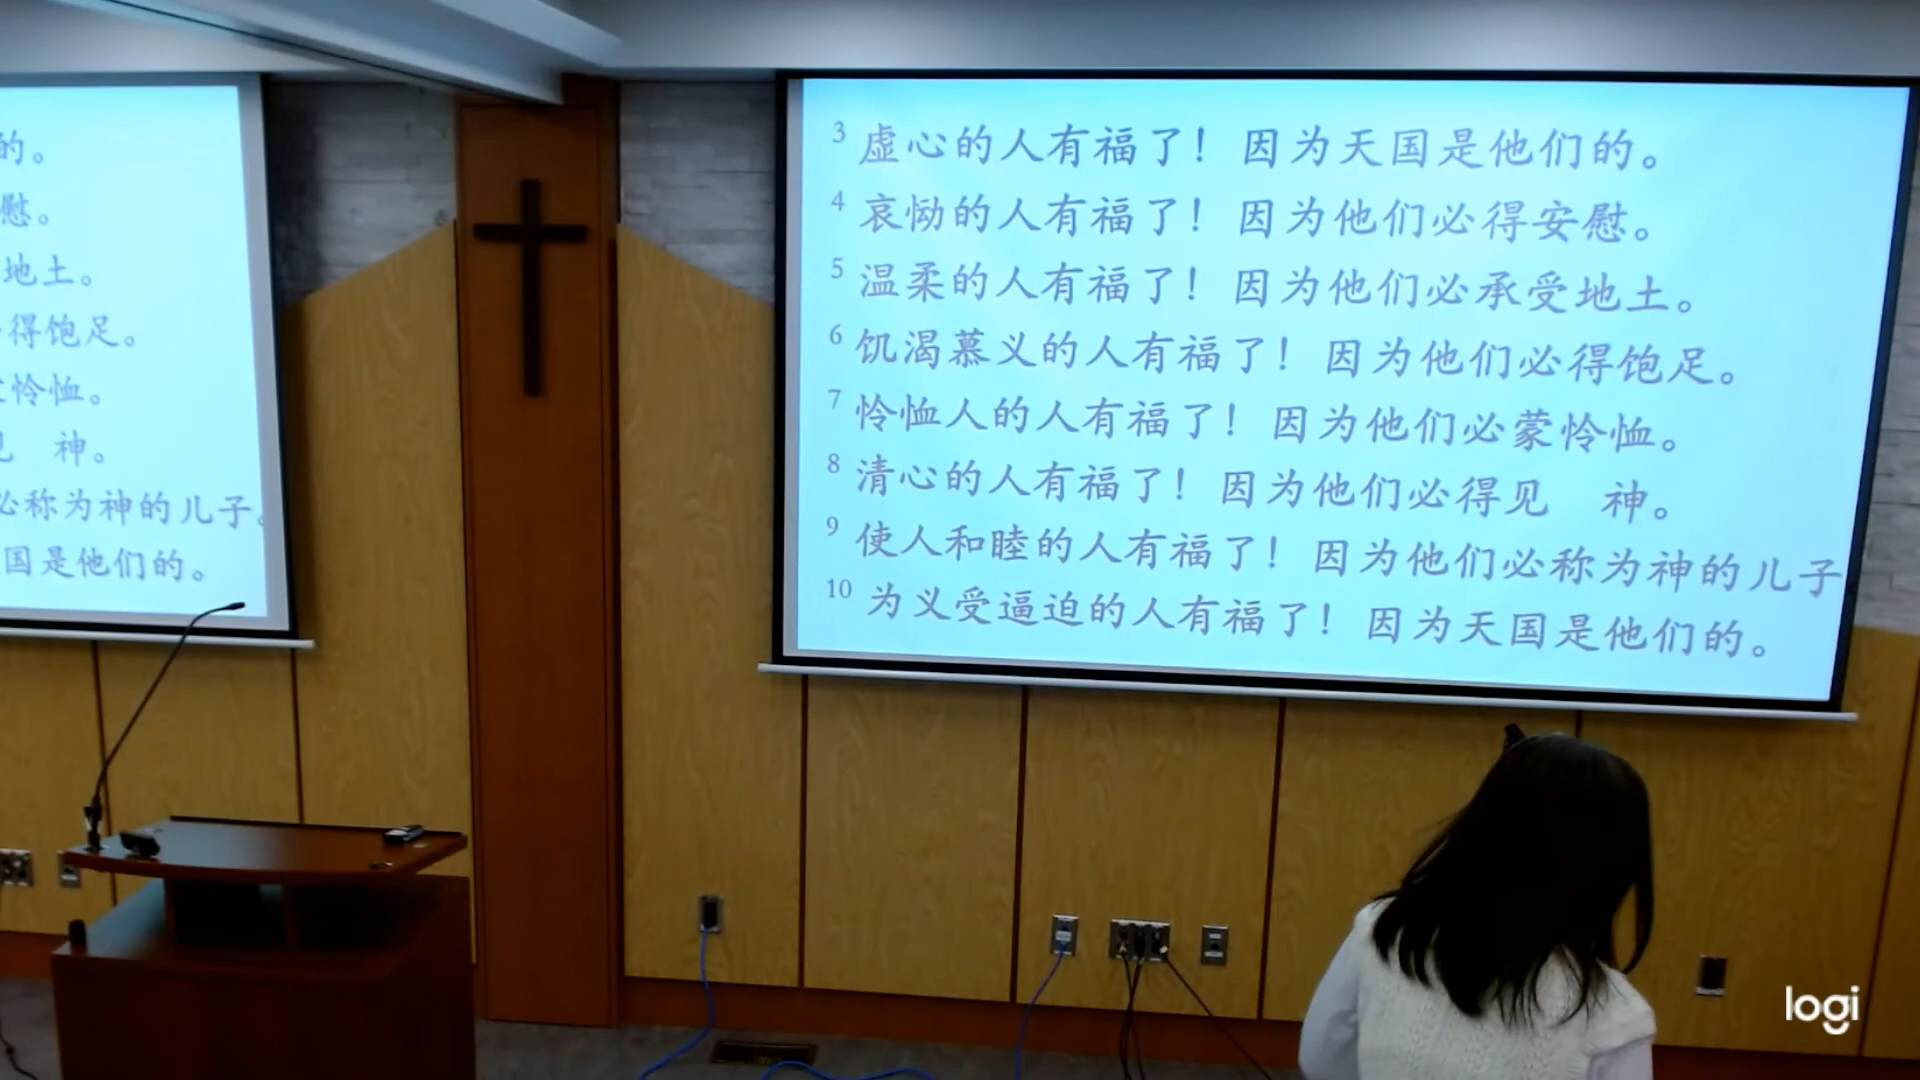 的。
慰。
地土。
得饱足。
怜恤。
神。
必称为神的儿子。
国是他们的。
3 虚心的人有福了！因为天国是他们的。
4 哀恸的人有福了！因为他们必得安慰。
5 温柔的人有福了！因为他们必承受地土。
6 饥渴慕义的人有福了！因为他们必得饱足。
7 怜恤人的人有福了！因为他们必蒙怜恤。
8 清心的人有福了！因为他们必得见 神。
9 使人和睦的人有福了！因为他们必称为神的儿子
10 为义受逼迫的人有福了！因为天国是他们的。
logi